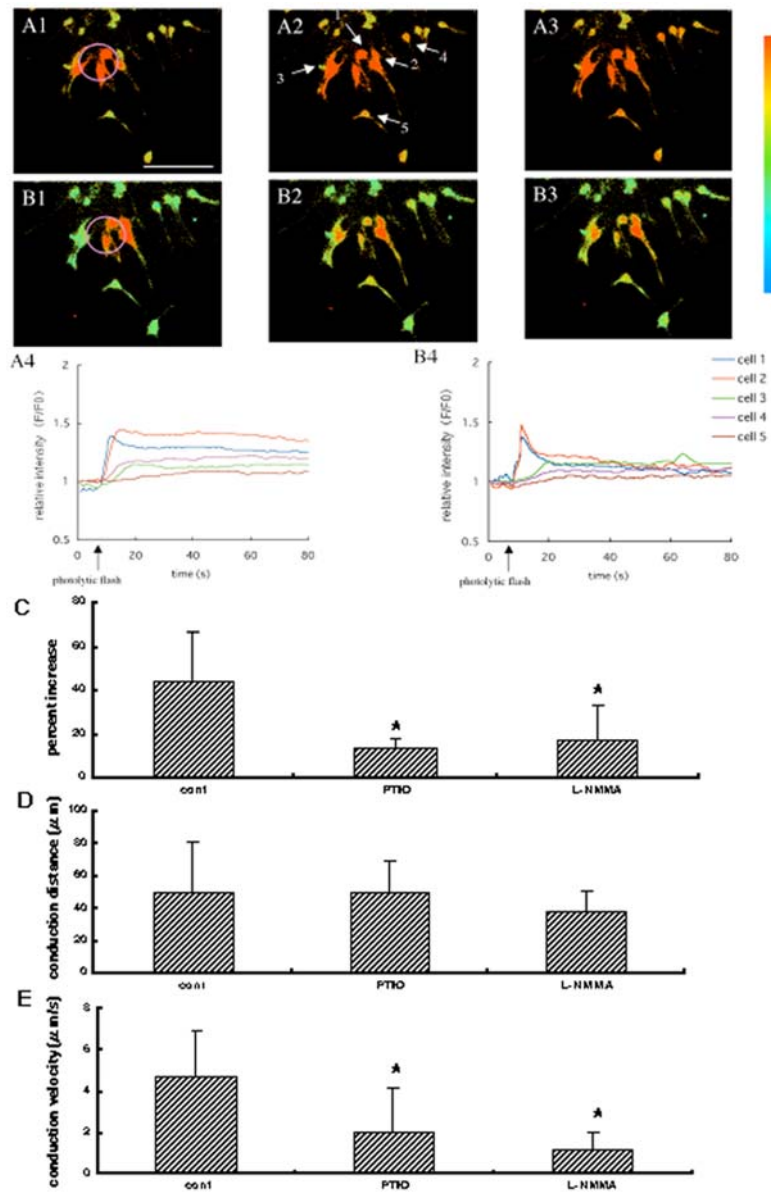 A1
A2
A3
1
2
3
4
5
B1
B2
B3
A4
B4
2
1.5
1
0.5
relative intensity (F/F0)
0
20
40
60
80
photolytic flash
time (s)
2
1.5
1
0.5
relative intensity (F/F0)
0
20
40
60
80
photolytic flash
time (s)
cell 1
cell 2
cell 3
cell 4
cell 5
C
percent increase
80
60
40
20
0
cont
PTIO
L-NMMA
*
*
D
conduction distance (μm)
100
80
60
40
20
0
cont
PTIO
L-NMMA
E
conduction velocity (μm/s)
8
6
4
2
0
cont
PTIO
L-NMMA
*
*